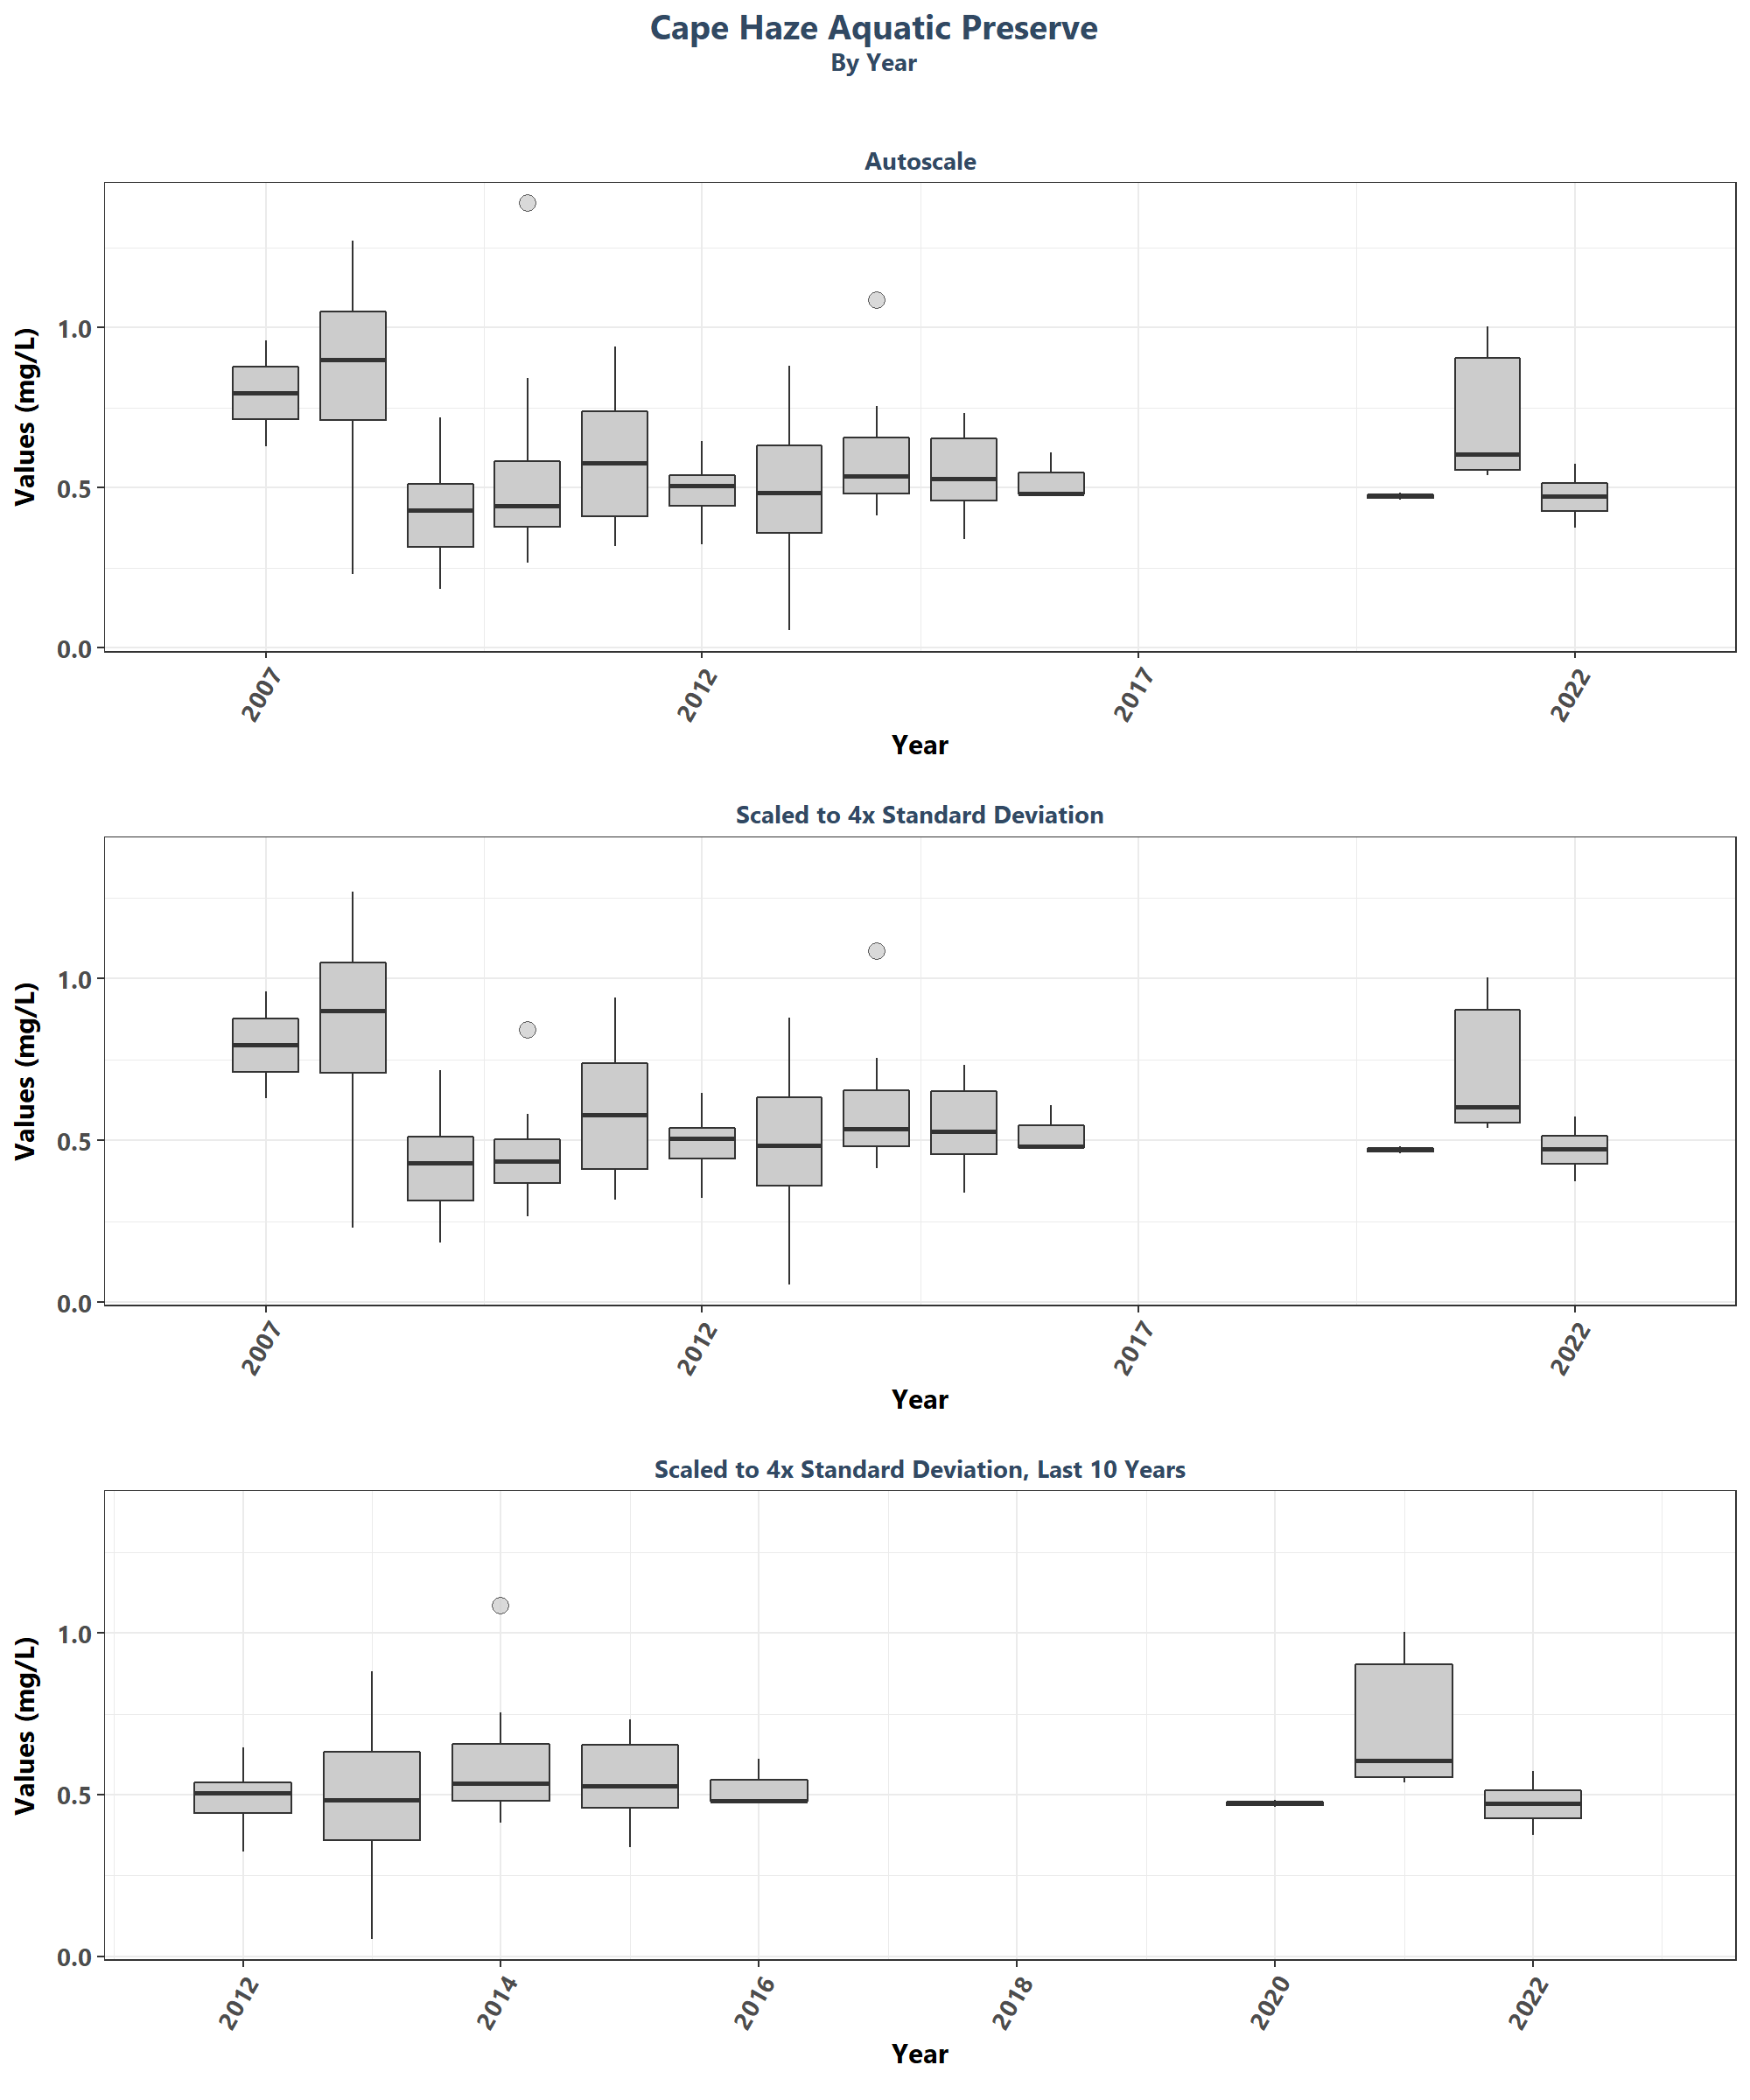 Cape Haze Aquatic Preserve
By Year
Autoscale
Values (mg/L)
1.0
0.5
0.0
2007 2012 2017 2022
Year
Scaled to 4x Standard Deviation
Values (mg/L)
1.0
0.5
0.0
2007 2012 2017 2022
Year
Scaled to 4x Standard Deviation, Last 10 Years
Values (mg/L)
1.0
0.5
0.0
2012 2014 2016 2018 2020 2022
Year